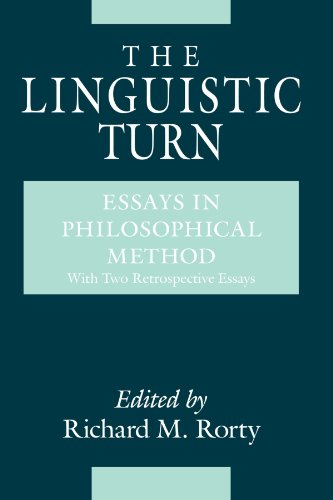 THE
LINGUISTIC
TURN
ESSAYS IN
PHILOSOPHICAL
METHOD
With Two Retrospective Essays
Edited by
Richard M. Rorty